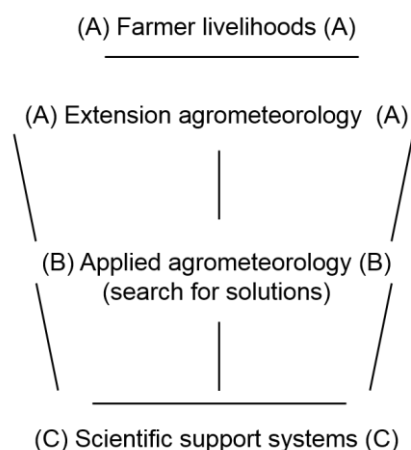 (A) Farmer livelihoods (A)
(A) Extension agrometeorology (A)
(B) Applied agrometeorology (B)
(search for solutions)
(C) Scientific support systems (C)